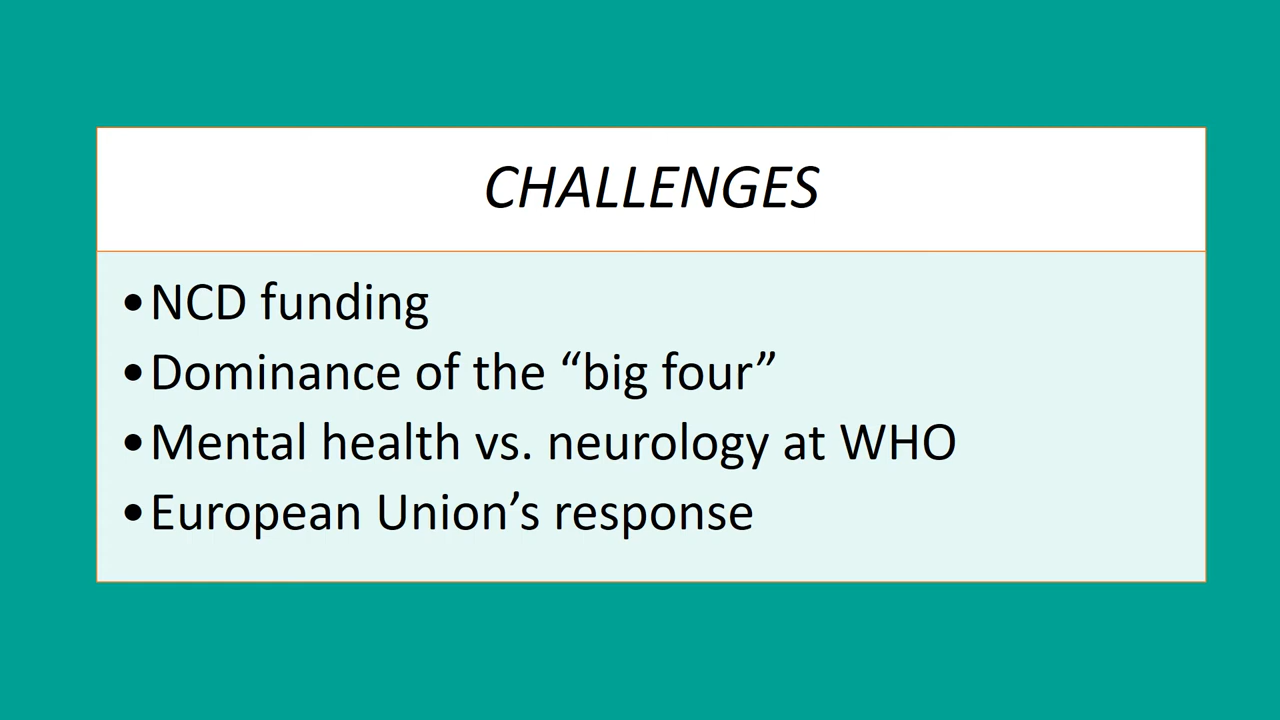 CHALLENGES
•NCD funding
•Dominance of the “big four”
•Mental health vs. neurology at WHO
•European Union’s response